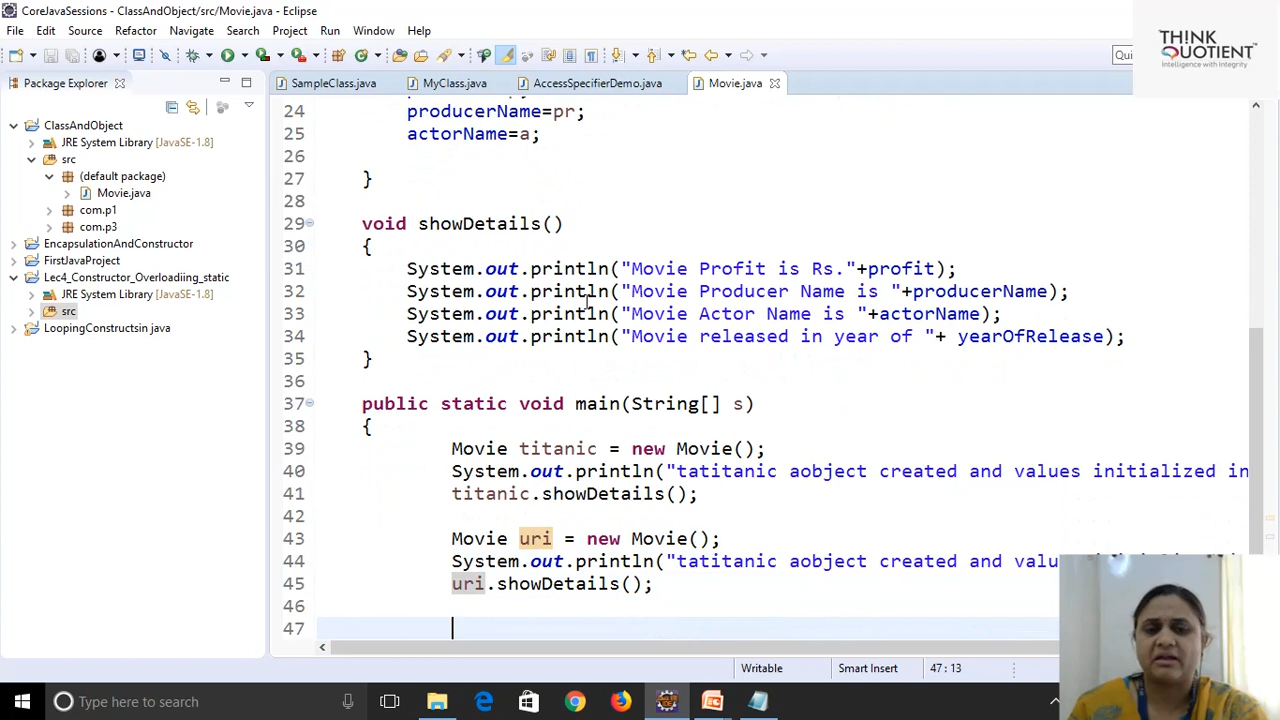 CoreJavaSessions - ClassAndObject/src/Movie.java - Eclipse
File Edit Source Refactor Navigate Search Project Run Window Help
THINK
QUOTIENT
Intelligence with Integrity
Qui
Package Explorer
SampleClass.java MyClass.java AccessSpecifierDemo.java Movie.java
ClassAndObject
JRE System Library [JavaSE-1.8]
src
(default package)
Movie.java
com.p1
com.p3
EncapsulationAndConstructor
FirstJavaProject
Lec4_Constructor_Overloadiing_static
JRE System Library [JavaSE-1.8]
src
LoopingConstructsin java
24 producerName=pr;
25 actorName=a;
26
27 }
28
29 void showDetails()
30 {
31 System.out.println("Movie Profit is Rs."+profit);
32 System.out.println("Movie Producer Name is "+producerName);
33 System.out.println("Movie Actor Name is "+actorName);
34 System.out.println("Movie released in year of "+ yearOfRelease);
35 }
36
37 public static void main(String[] s)
38 {
39 Movie titanic = new Movie();
40 System.out.println("tatitanic aobject created and values initialized in
41 titanic.showDetails();
42
43 Movie uri = new Movie();
44 System.out.println("tatitanic aobject created and valu
45 uri.showDetails();
46
47
Writable Smart Insert 47 : 13
Type here to search